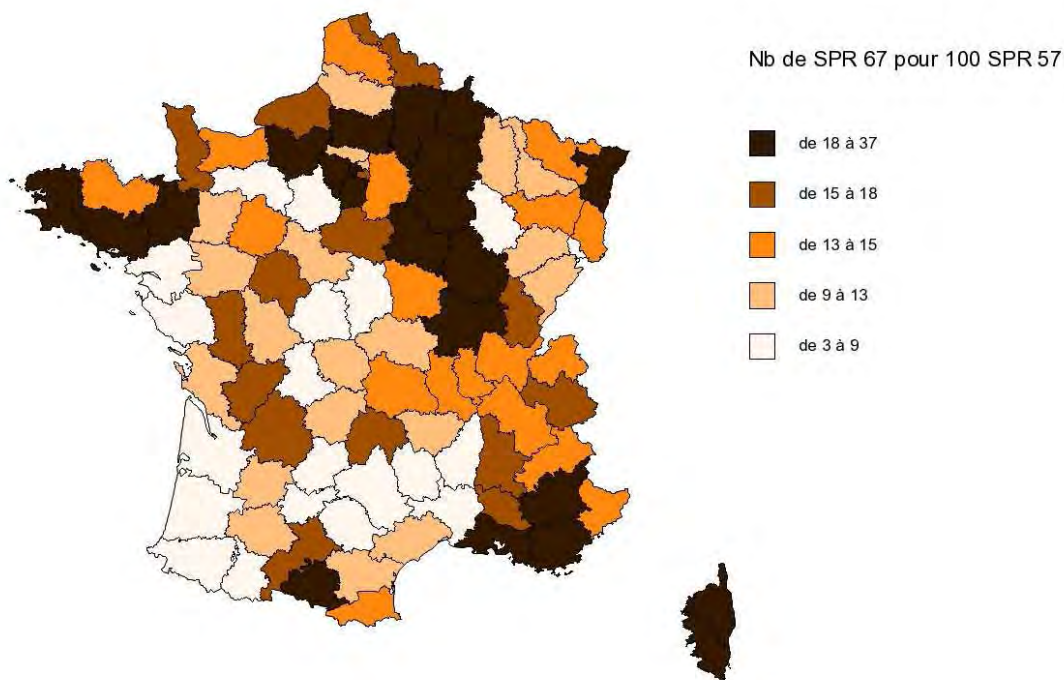 Nb de SPR 67 pour 100 SPR 57
de 18 à 37
de 15 à 18
de 13 à 15
de 9 à 13
de 3 à 9